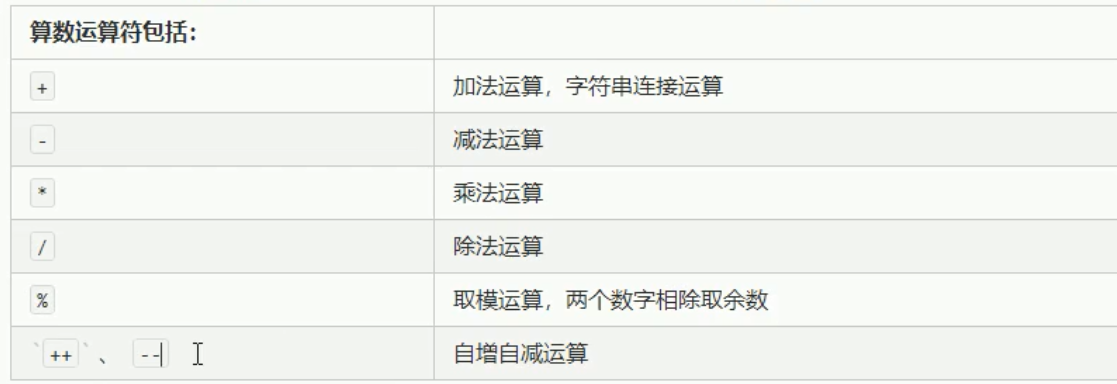 算数运算符包括：
+ 加法运算，字符串连接运算
- 减法运算
* 乘法运算
/ 除法运算
% 取模运算，两个数字相除取余数
`++`、 -- 自增自减运算